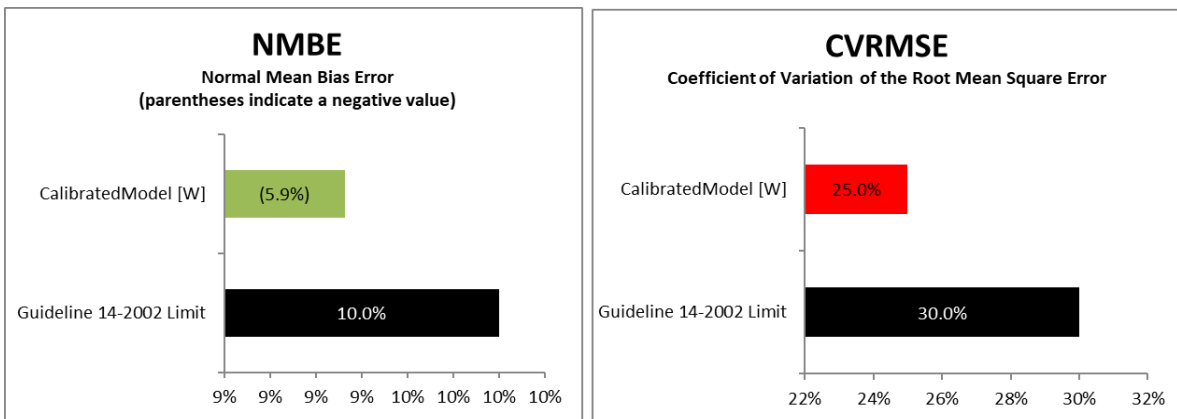 NMBE
Normal Mean Bias Error
(parentheses indicate a negative value)
CalibratedModel [W]
(5.9%)
Guideline 14-2002 Limit
10.0%
9% 9% 9% 9% 10% 10% 10% 10%
CVRMSE
Coefficient of Variation of the Root Mean Square Error
CalibratedModel [W]
25.0%
Guideline 14-2002 Limit
30.0%
22% 24% 26% 28% 30% 32%